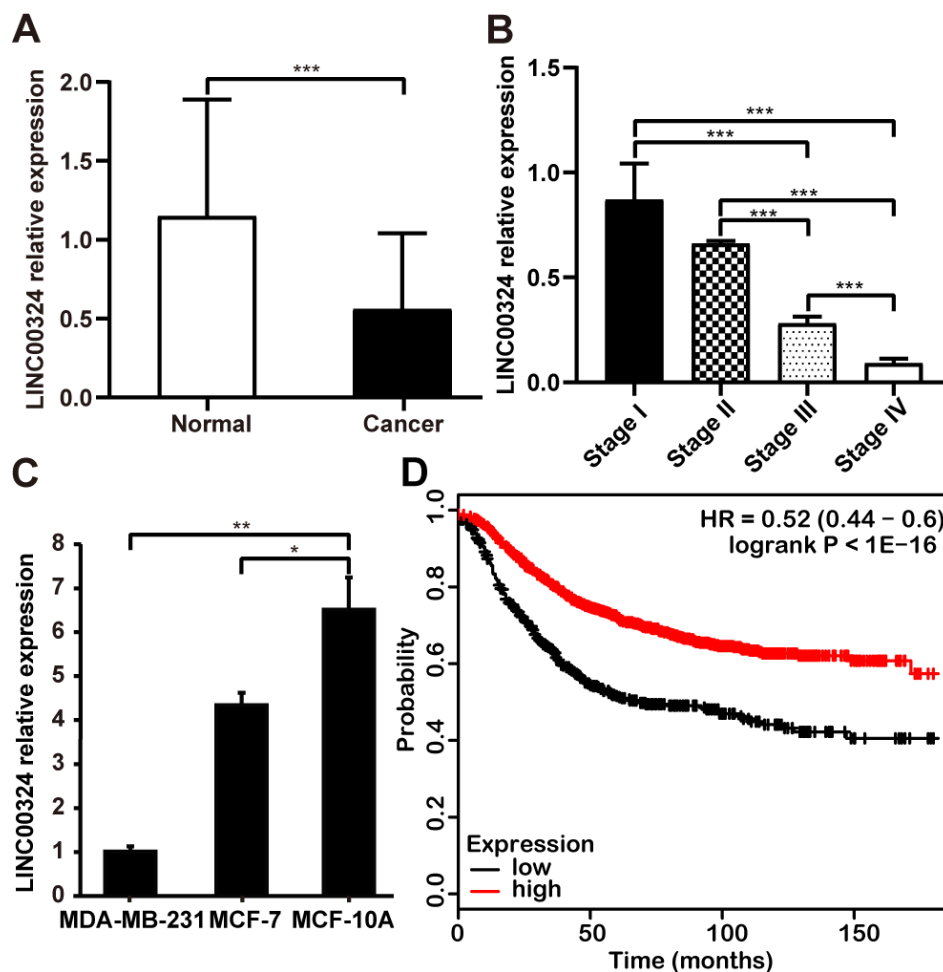 A
LINC00324 relative expression
2.0
1.5
1.0
0.5
0.0
***
Normal
Cancer
B
LINC00324 relative expression
1.5
1.0
0.5
0.0
***
***
***
***
***
Stage I
Stage II
Stage III
Stage IV
C
LINC00324 relative expression
8
7
6
5
4
3
2
1
0
**
*
MDA-MB-231
MCF-7
MCF-10A
D
Probability
1.0
0.8
0.6
0.4
0.2
0.0
HR = 0.52 (0.44 − 0.6)
logrank P < 1E−16
Expression
low
high
0
50
100
150
Time (months)